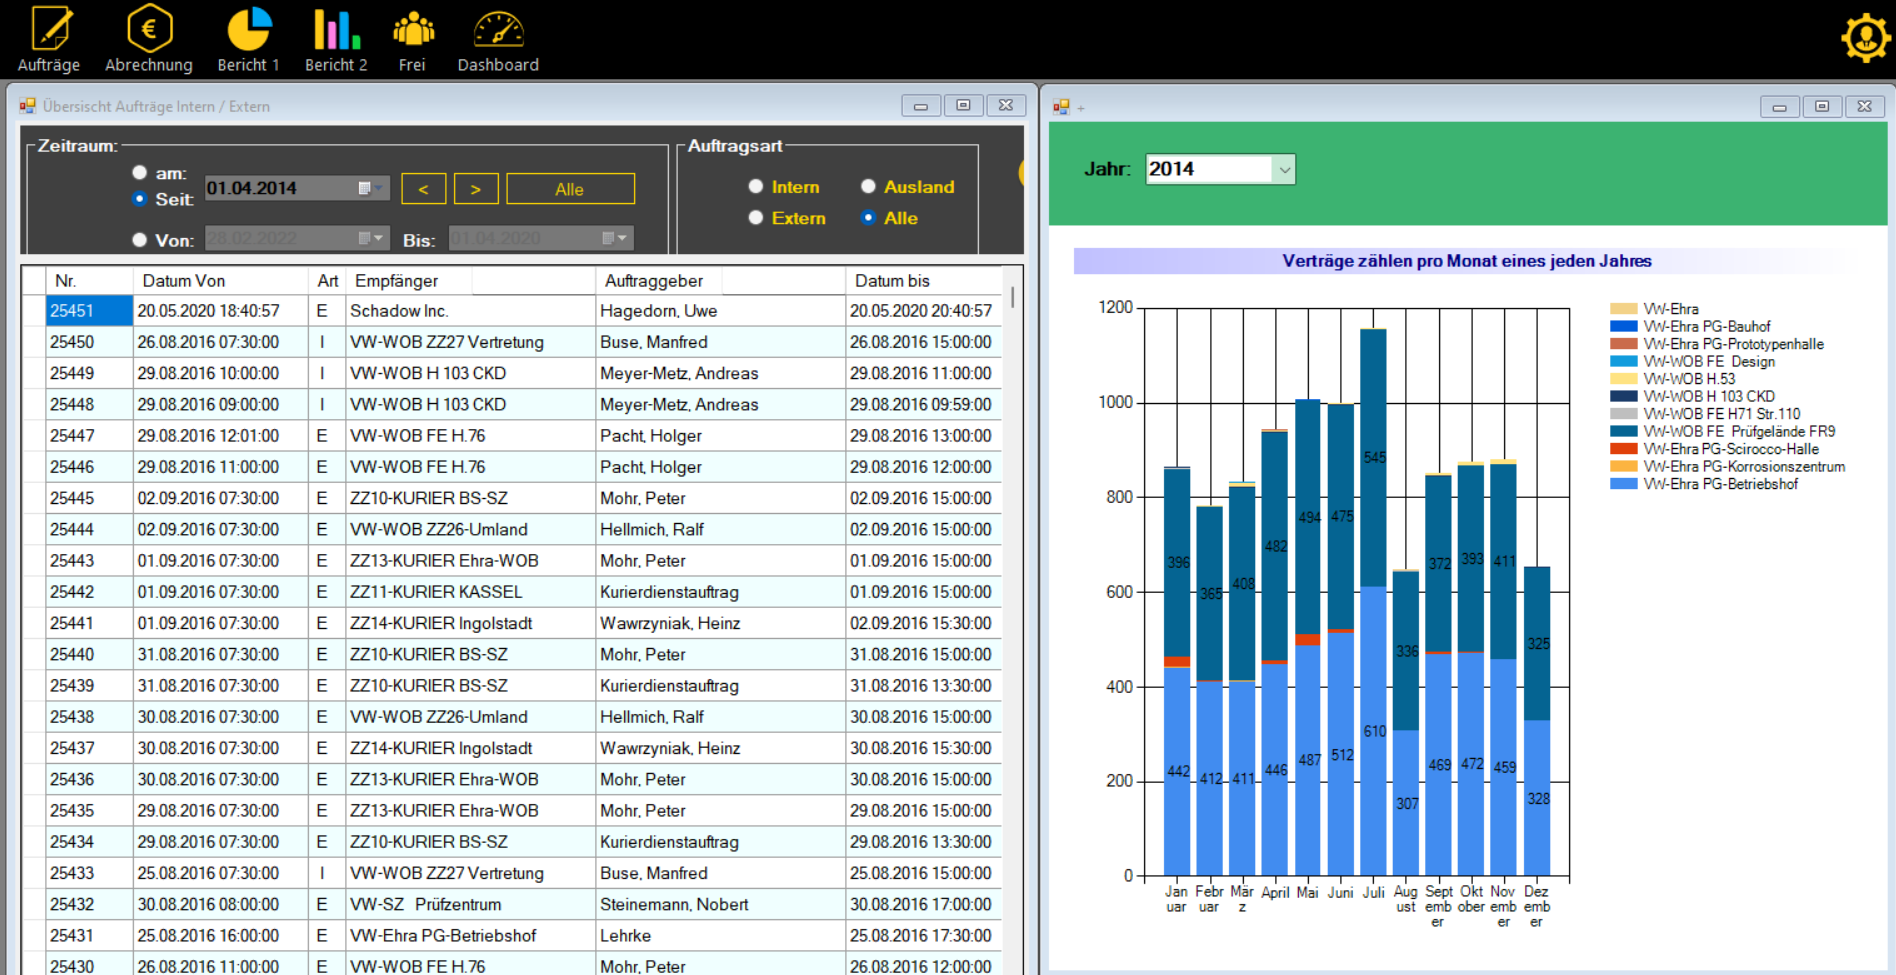 Aufträge Abrechnung Bericht 1 Bericht 2 Frei Dashboard
Übersischt Aufträge Intern / Extern
Zeitraum:
am:
Seit:
01.04.2014
< > Alle
Von: 28.02.2022 Bis: 01.04.2020
Auftragsart
Intern Ausland
Extern Alle
Nr. Datum Von Art Empfänger Auftraggeber Datum bis
25451 20.05.2020 18:40:57 E Schadow Inc. Hagedorn, Uwe 20.05.2020 20:40:57
25450 26.08.2016 07:30:00 I VW-WOB ZZ27 Vertretung Buse, Manfred 26.08.2016 15:00:00
25449 29.08.2016 10:00:00 I VW-WOB H 103 CKD Meyer-Metz, Andreas 29.08.2016 11:00:00
25448 29.08.2016 09:00:00 I VW-WOB H 103 CKD Meyer-Metz, Andreas 29.08.2016 09:59:00
25447 29.08.2016 12:01:00 E VW-WOB FE H.76 Pacht, Holger 29.08.2016 13:00:00
25446 29.08.2016 11:00:00 E VW-WOB FE H.76 Pacht, Holger 29.08.2016 12:00:00
25445 02.09.2016 07:30:00 E ZZ10-KURIER BS-SZ Mohr, Peter 02.09.2016 15:00:00
25444 02.09.2016 07:30:00 E VW-WOB ZZ26-Umland Hellmich, Ralf 02.09.2016 15:00:00
25443 01.09.2016 07:30:00 E ZZ13-KURIER Ehra-WOB Mohr, Peter 01.09.2016 15:00:00
25442 01.09.2016 07:30:00 E ZZ11-KURIER KASSEL Kurierdienstauftrag 01.09.2016 15:00:00
25441 01.09.2016 07:30:00 E ZZ14-KURIER Ingolstadt Wawrzyniak, Heinz 02.09.2016 15:30:00
25440 31.08.2016 07:30:00 E ZZ10-KURIER BS-SZ Mohr, Peter 31.08.2016 15:00:00
25439 31.08.2016 07:30:00 E ZZ10-KURIER BS-SZ Kurierdienstauftrag 31.08.2016 13:30:00
25438 30.08.2016 07:30:00 E VW-WOB ZZ26-Umland Hellmich, Ralf 30.08.2016 15:00:00
25437 30.08.2016 07:30:00 E ZZ14-KURIER Ingolstadt Wawrzyniak, Heinz 30.08.2016 15:30:00
25436 30.08.2016 07:30:00 E ZZ13-KURIER Ehra-WOB Mohr, Peter 30.08.2016 15:00:00
25435 29.08.2016 07:30:00 E ZZ13-KURIER Ehra-WOB Mohr, Peter 29.08.2016 15:00:00
25434 29.08.2016 07:30:00 E ZZ10-KURIER BS-SZ Kurierdienstauftrag 29.08.2016 13:30:00
25433 25.08.2016 07:30:00 I VW-WOB ZZ27 Vertretung Buse, Manfred 25.08.2016 15:00:00
25432 30.08.2016 08:00:00 E VW-SZ Prüfzentrum Steinemann, Nobert 30.08.2016 17:00:00
25431 25.08.2016 16:00:00 E VW-Ehra PG-Betriebshof Lehrke 25.08.2016 17:30:00
25430 26.08.2016 11:00:00 E VW-WOB FE H.76 Mohr, Peter 26.08.2016 12:00:00
+
Jahr: 2014
Verträge zählen pro Monat eines jeden Jahres
1200
1000
800
600
400
200
0
396 365 408 482 494 475 545 336 372 393 411 325
442 412 411 446 487 512 610 307 469 472 459 328
Jan Febr Mär April Mai Juni Juli Aug Sept Okt Nov Dez
uar uar z ust emb ober emb emb
er er er
VW-Ehra
VW-Ehra PG-Bauhof
VW-Ehra PG-Prototypenhalle
VW-WOB FE Design
VW-WOB H.53
VW-WOB H 103 CKD
VW-WOB FE H71 Str.110
VW-WOB FE Prüfgelände FR9
VW-Ehra PG-Scirocco-Halle
VW-Ehra PG-Korrosionszentrum
VW-Ehra PG-Betriebshof